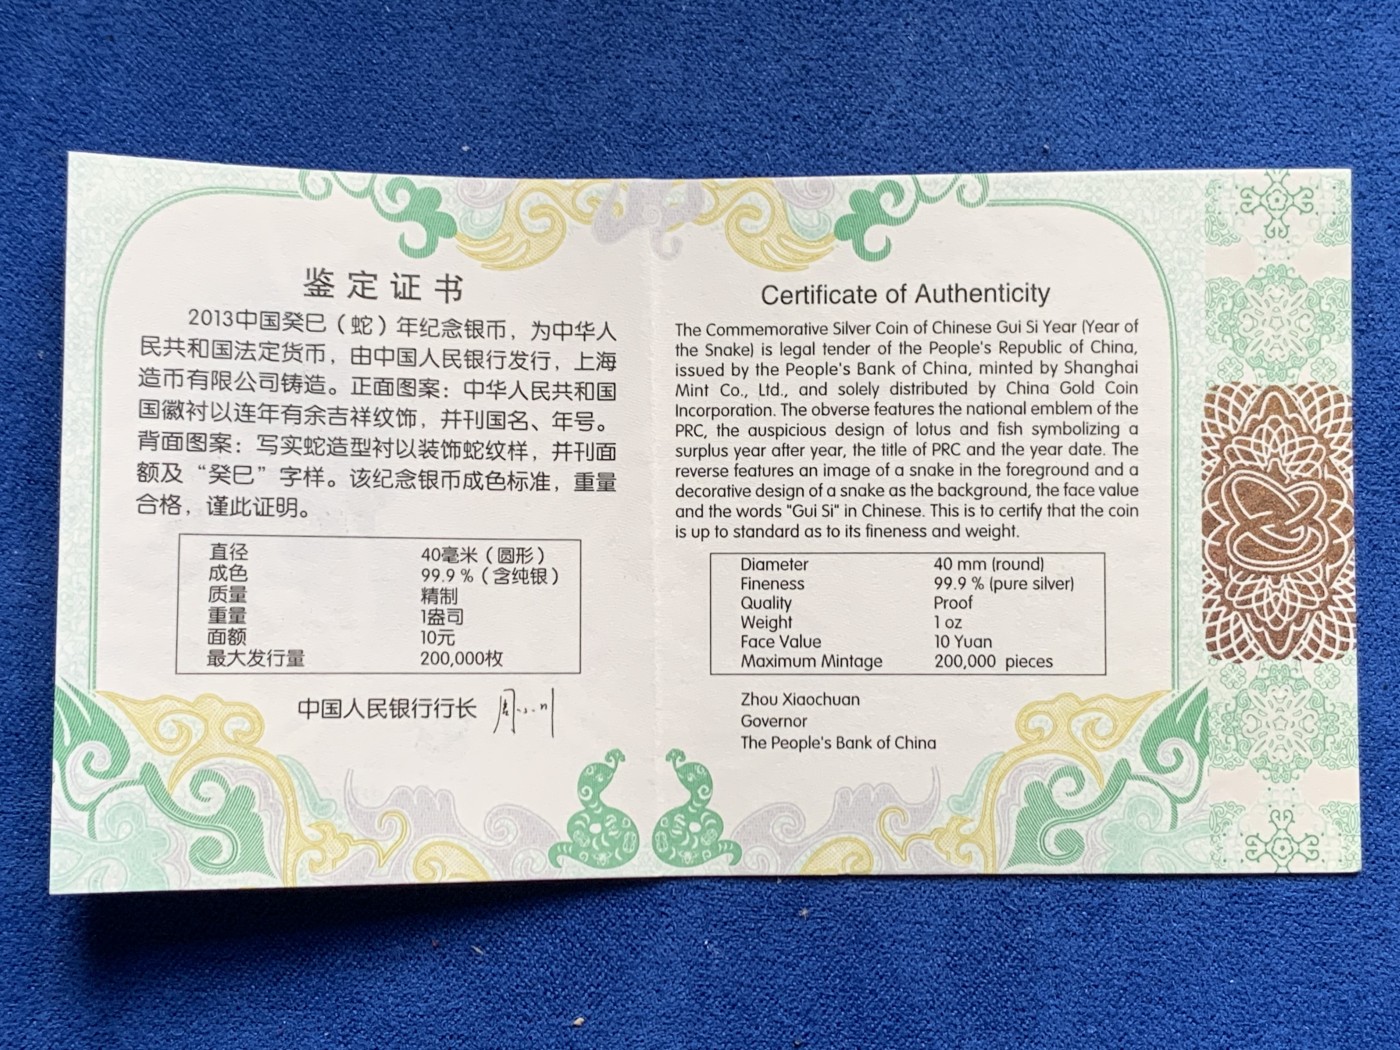 鉴定证书
2013中国癸巳（蛇）年纪念银币，为中华人
民共和国法定货币，由中国人民银行发行，上海
造币有限公司铸造。正面图案：中华人民共和国
国徽衬以连年有余吉祥纹饰，并刊国名、年号。
背面图案：写实蛇造型衬以装饰蛇纹样，并刊面
额及“癸巳”字样。该纪念银币成色标准，重量
合格，谨此证明。
直径 40毫米（圆形）
成色 99.9 %（含纯银）
质量 精制
重量 1盎司
面额 10元
最大发行量 200,000枚
中国人民银行行长 周小川
Certificate of Authenticity
The Commemorative Silver Coin of Chinese Gui Si Year (Year of
the Snake) is legal tender of the People's Republic of China,
issued by the People's Bank of China, minted by Shanghai
Mint Co., Ltd., and solely distributed by China Gold Coin
Incorporation. The obverse features the national emblem of the
PRC, the auspicious design of lotus and fish symbolizing a
surplus year after year, the title of PRC and the year date. The
reverse features an image of a snake in the foreground and a
decorative design of a snake as the background, the face value
and the words "Gui Si" in Chinese. This is to certify that the coin
is up to standard as to its fineness and weight.
Diameter 40 mm (round)
Fineness 99.9 % (pure silver)
Quality Proof
Weight 1 oz
Face Value 10 Yuan
Maximum Mintage 200,000 pieces
Zhou Xiaochuan
Governor
The People's Bank of China